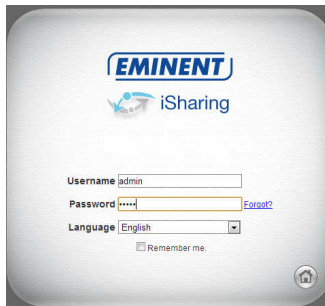 EMINENT
iSharing
Username admin
Password •••••
Forgot?
Language English
Remember me.